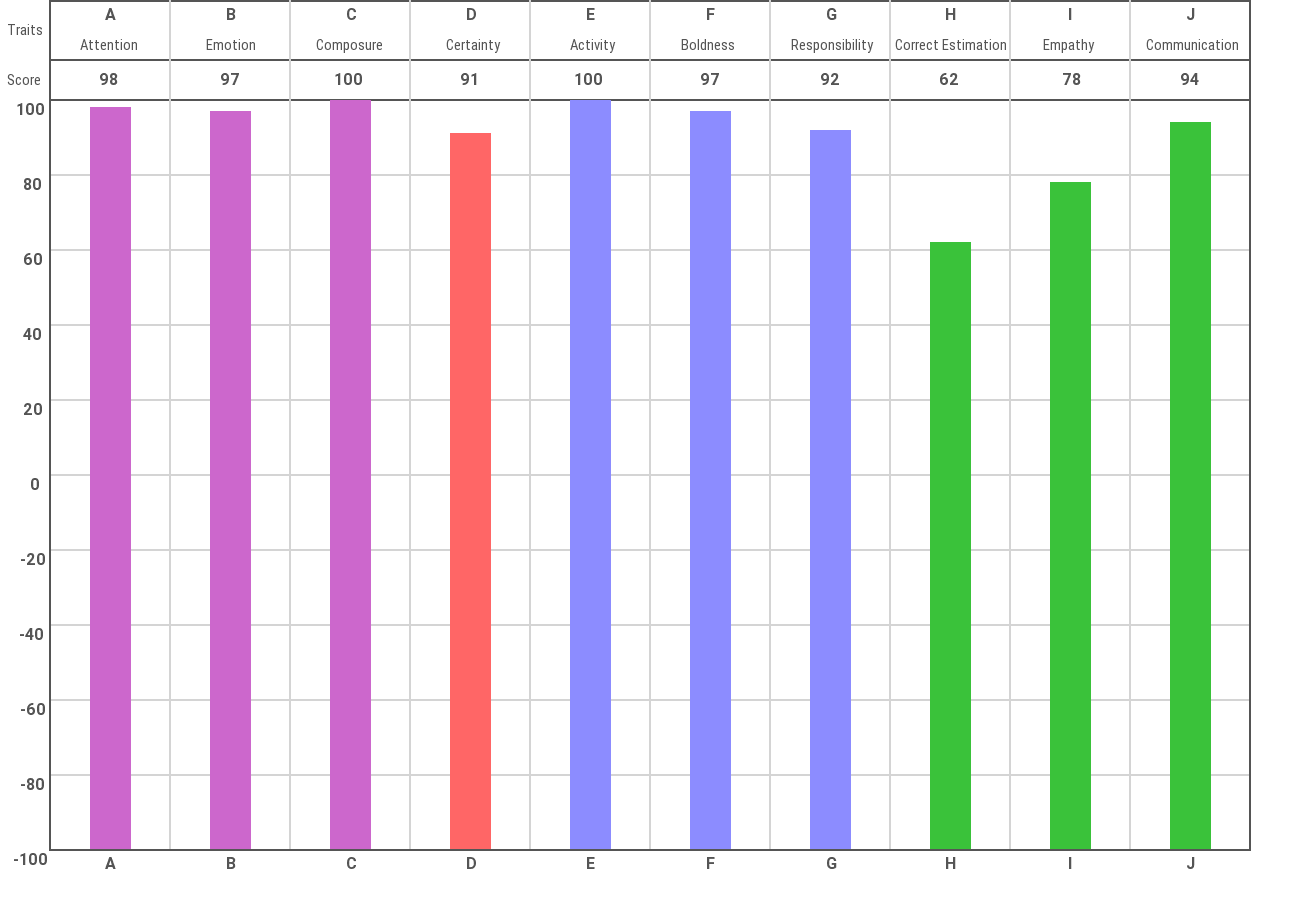 Traits A B C D E F G H I J
Attention Emotion Composure Certainty Activity Boldness Responsibility Correct Estimation Empathy Communication
Score 98 97 100 91 100 97 92 62 78 94
100
80
60
40
20
0
-20
-40
-60
-80
-100
A B C D E F G H I J